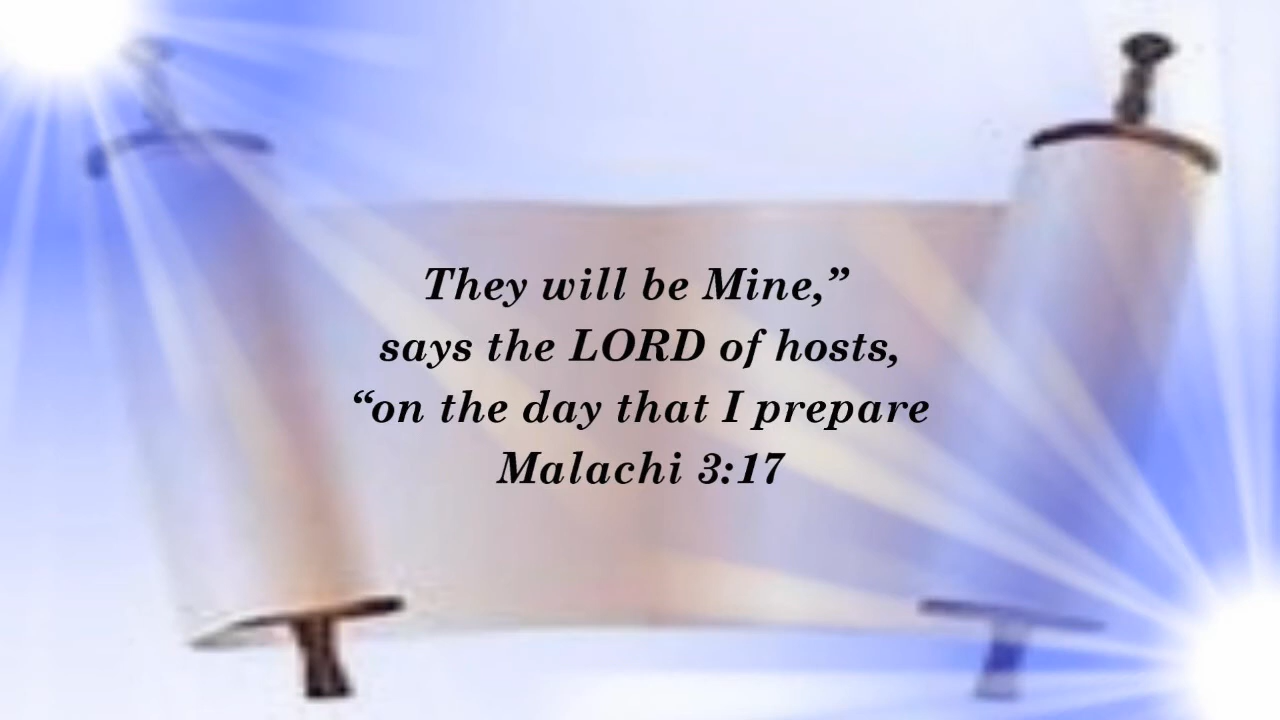 They will be Mine,”
says the LORD of hosts,
“on the day that I prepare
Malachi 3:17